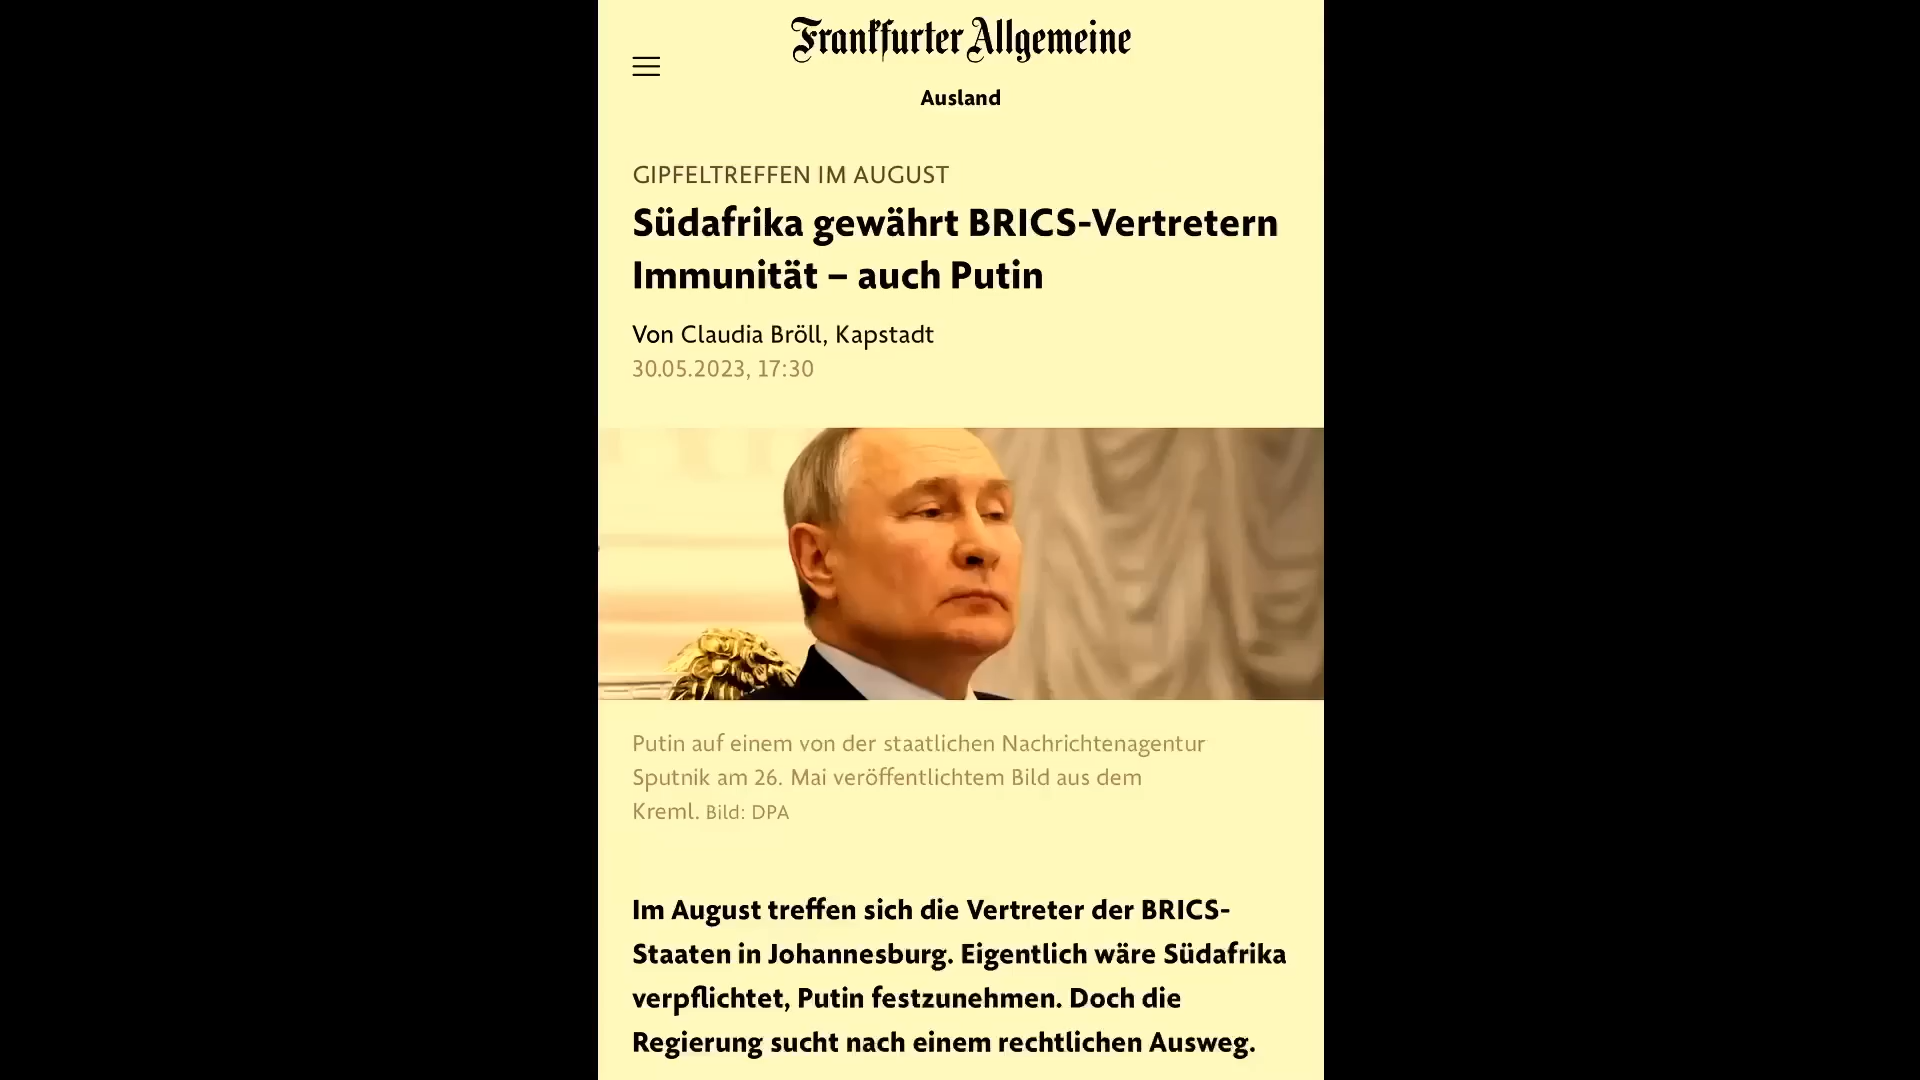 Frankfurter Allgemeine
Ausland
GIPFELTREFFEN IM AUGUST
Südafrika gewährt BRICS-Vertretern
Immunität – auch Putin
Von Claudia Bröll, Kapstadt
30.05.2023, 17:30
Putin auf einem von der staatlichen Nachrichtenagentur
Sputnik am 26. Mai veröffentlichtem Bild aus dem
Kreml. Bild: DPA
Im August treffen sich die Vertreter der BRICS-
Staaten in Johannesburg. Eigentlich wäre Südafrika
verpflichtet, Putin festzunehmen. Doch die
Regierung sucht nach einem rechtlichen Ausweg.